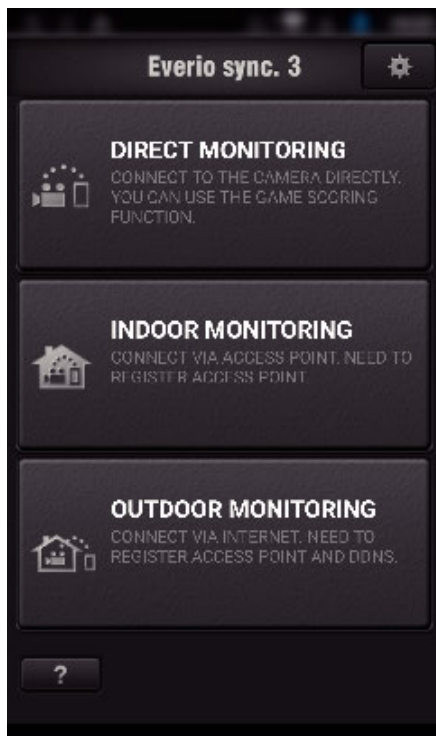 Everio sync. 3
DIRECT MONITORING
CONNECT TO THE CAMERA DIRECTLY.
YOU CAN USE THE GAME SCORING
FUNCTION.
INDOOR MONITORING
CONNECT VIA ACCESS POINT. NEED TO
REGISTER ACCESS POINT.
OUTDOOR MONITORING
CONNECT VIA INTERNET. NEED TO
REGISTER ACCESS POINT AND DDNS.
?